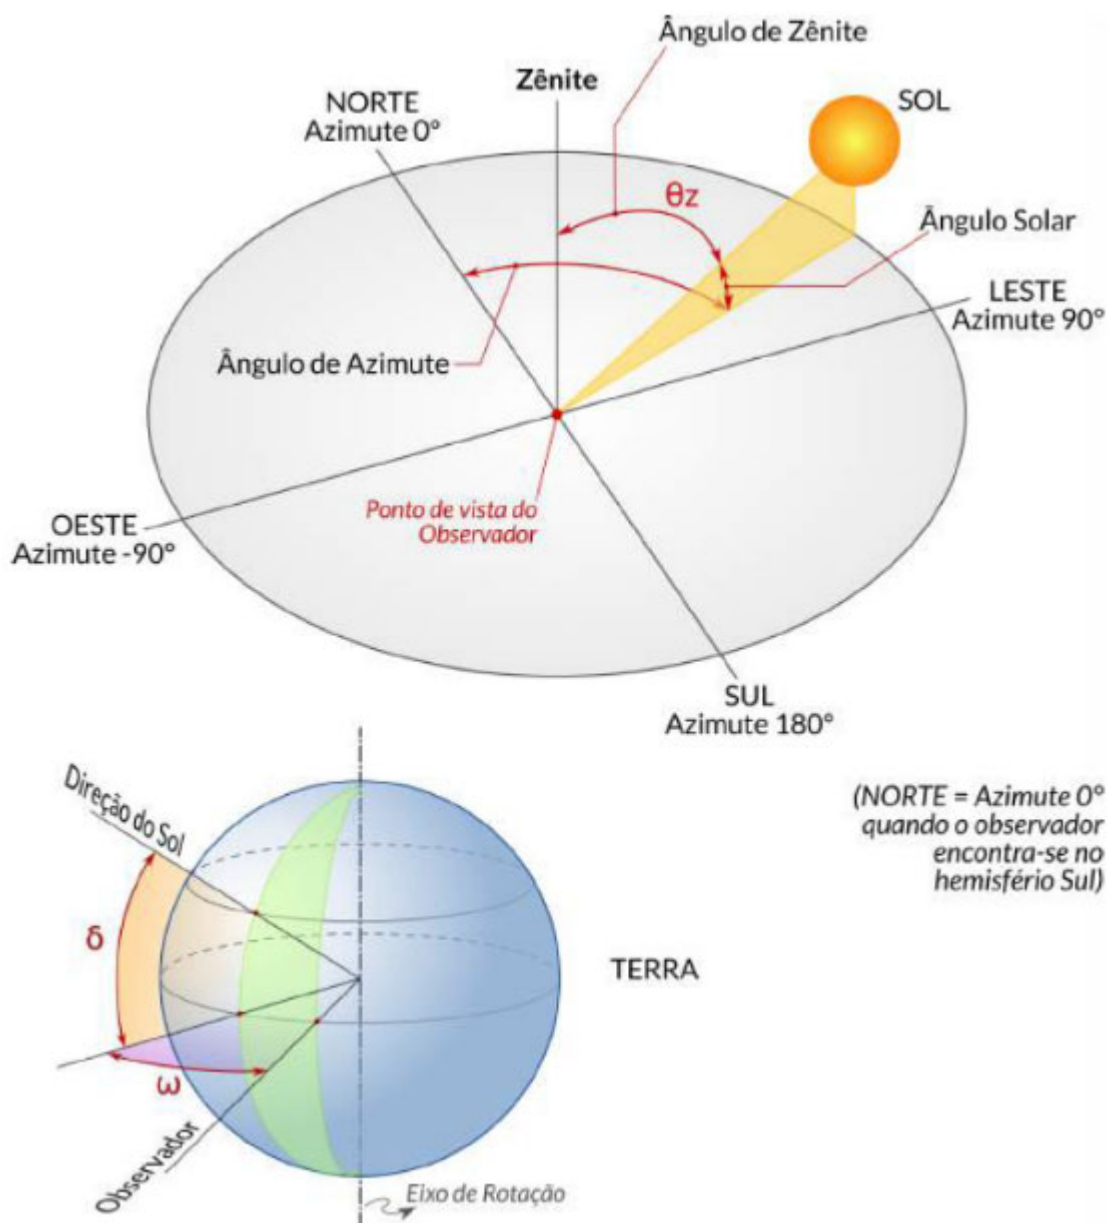 Ângulo de Zênite
Zênite
SOL
NORTE
Azimute 0°
θz
Ângulo Solar
LESTE
Azimute 90°
Ângulo de Azimute
Ponto de vista do
Observador
OESTE
Azimute -90°
SUL
Azimute 180°
Direção do Sol
(NORTE = Azimute 0°
quando o observador
encontra-se no
hemisfério Sul)
δ
TERRA
ω
Observador
Eixo de Rotação